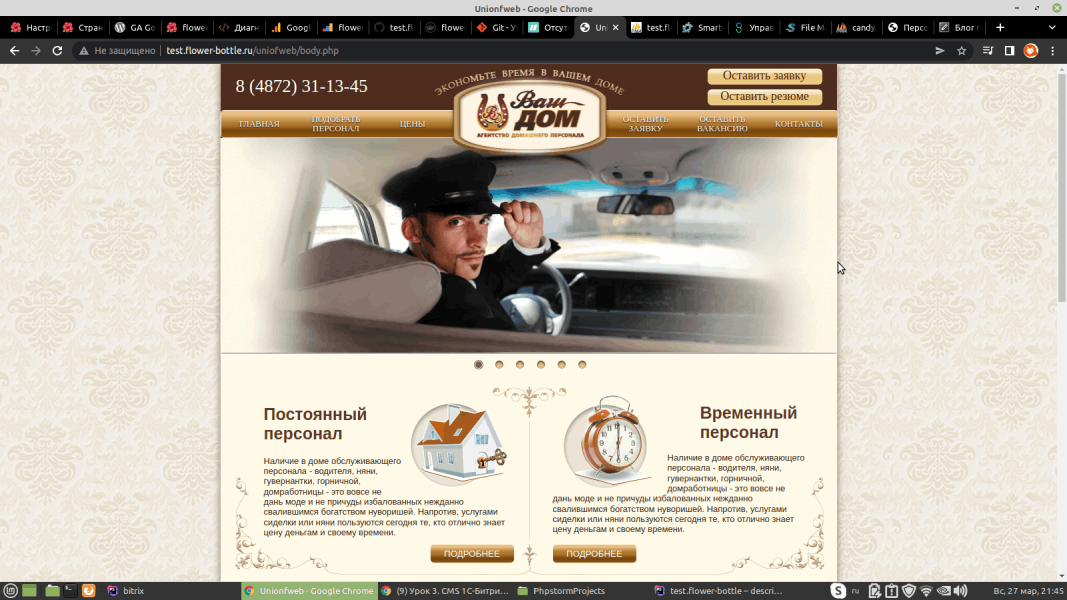 Unionfweb - Google Chrome
Настр
Стран
GA Go
flower
Диагн
Googl
flower
test.fl
flowe
Git - У
Отсут
Un
test.fl
Smart-
Управ
File M
candy.
Персо
Блог г
Не защищено
test.flower-bottle.ru/uniofweb/body.php
8 (4872) 31-13-45
ЭКОНОМЬТЕ ВРЕМЯ В ВАШЕМ ДОМЕ
Оставить заявку
Оставить резюме
Ваш
ДОМ
АГЕНТСТВО ДОМАШНЕГО ПЕРСОНАЛА
ГЛАВНАЯ
ПОДОБРАТЬ
ПЕРСОНАЛ
ЦЕНЫ
ОСТАВИТЬ
ЗАЯВКУ
ОСТАВИТЬ
ВАКАНСИЮ
КОНТАКТЫ
Постоянный
персонал
Наличие в доме обслуживающего
персонала - водителя, няни,
гувернантки, горничной,
домработницы - это вовсе не
дань моде и не причуды избалованных нежданно
свалившимся богатством нуворишей. Напротив, услугами
сиделки или няни пользуются сегодня те, кто отлично знает
цену деньгам и своему времени.
ПОДРОБНЕЕ
Временный
персонал
Наличие в доме обслуживающего
персонала - водителя, няни,
гувернантки, горничной,
домработницы - это вовсе не
дань моде и не причуды избалованных нежданно
свалившимся богатством нуворишей. Напротив, услугами
сиделки или няни пользуются сегодня те, кто отлично знает
цену деньгам и своему времени.
ПОДРОБНЕЕ
bitrix
Unionfweb - Google Chrome
(9) Урок 3. CMS 1С-Битри...
PhpstormProjects
test.flower-bottle – descri...
ru
Вс, 27 мар, 21:45